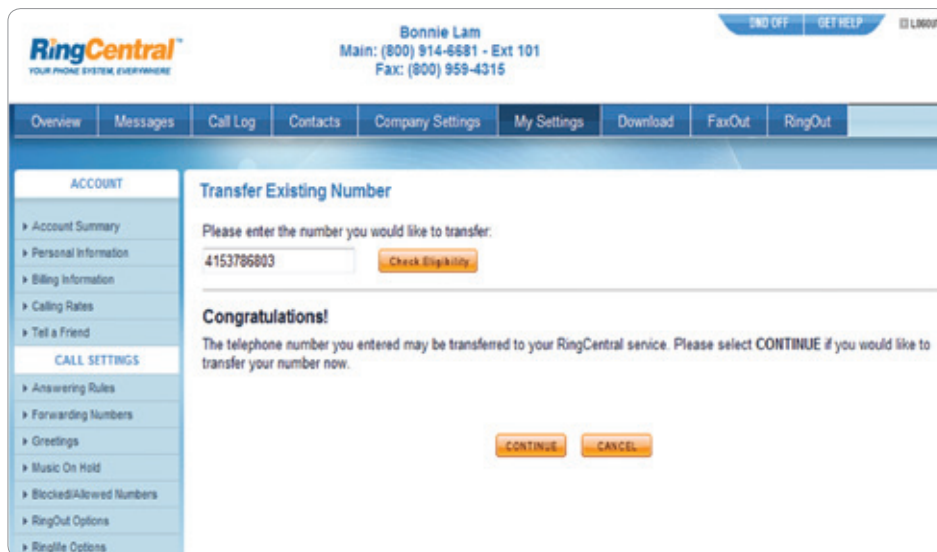 RingCentral™
YOUR PHONE SYSTEM, EVERYWHERE
Bonnie Lam
Main: (800) 914-6681 - Ext 101
Fax: (800) 959-4315
DND OFF
GET HELP
LOGOUT
Overview
Messages
Call Log
Contacts
Company Settings
My Settings
Download
FaxOut
RingOut
ACCOUNT
Account Summary
Personal Information
Billing Information
Calling Rates
Tell a Friend
CALL SETTINGS
Answering Rules
Forwarding Numbers
Greetings
Music On Hold
Blocked/Allowed Numbers
RingOut Options
Ringlife Options
Transfer Existing Number
Please enter the number you would like to transfer:
4153786803
Check Eligibility
Congratulations!
The telephone number you entered may be transferred to your RingCentral service. Please select CONTINUE if you would like to
transfer your number now.
CONTINUE
CANCEL